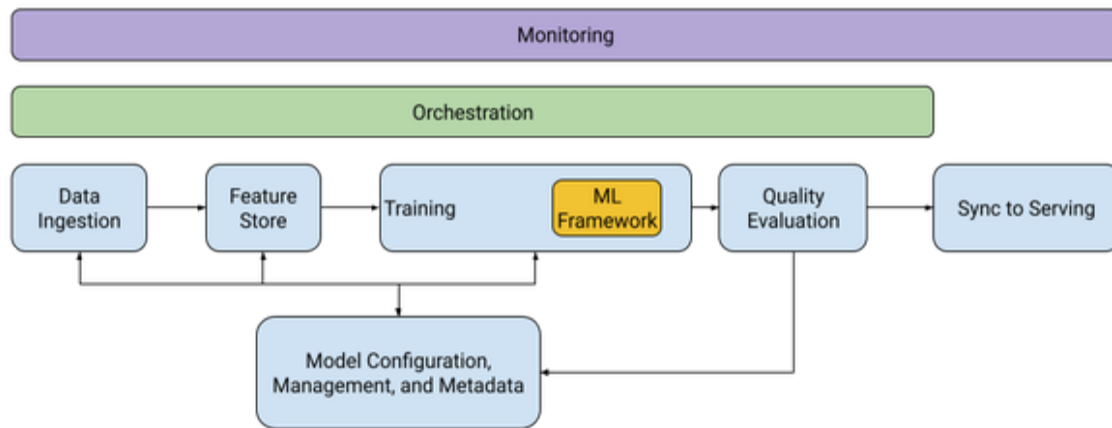 Monitoring
Orchestration
Data
Ingestion
Feature
Store
Training
ML
Framework
Quality
Evaluation
Sync to Serving
Model Configuration,
Management, and Metadata